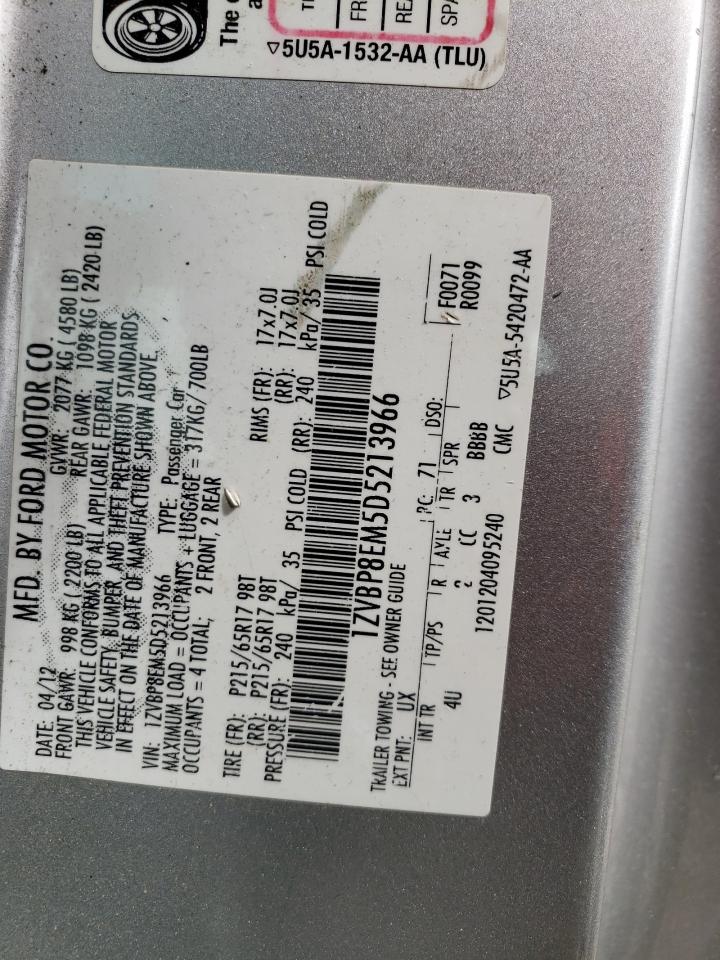 The
a
FR
REA
SPA
▽5U5A-1532-AA (TLU)
MFD. BY FORD MOTOR CO.
DATE: 04/12 GVWR: 2077 KG ( 4580 LB)
FRONT GAWR: 998 KG ( 2200 LB) REAR GAWR: 1098 KG ( 2420 LB)
THIS VEHICLE CONFORMS TO ALL APPLICABLE FEDERAL MOTOR
VEHICLE SAFETY, BUMPER, AND THEFT PREVENTION STANDARDS
IN EFFECT ON THE DATE OF MANUFACTURE SHOWN ABOVE.
VIN: 1ZVBP8EM5D5213966 TYPE: Passenger Car
MAXIMUM LOAD = OCCUPANTS + LUGGAGE = 317KG/700LB
OCCUPANTS = 4 TOTAL; 2 FRONT, 2 REAR
TIRE (FR): P215/65R17 98T RIMS (FR): 17x7.0J
(RR): P215/65R17 98T (RR): 17x7.0J
PRESSURE (FR): 240 kPa/ 35 PSI COLD (RR): 240 kPa/ 35 PSI COLD
1ZVBP8EM5D5213966
TRAILER TOWING - SEE OWNER GUIDE
EXT PNT: UX RC: 71 DSO: F0071
INT TR TP/PS R AXLE TR SPR R0099
4U 2 CC 3 BBBB
1201204095240 CMC
▽5U5A-5420472-AA